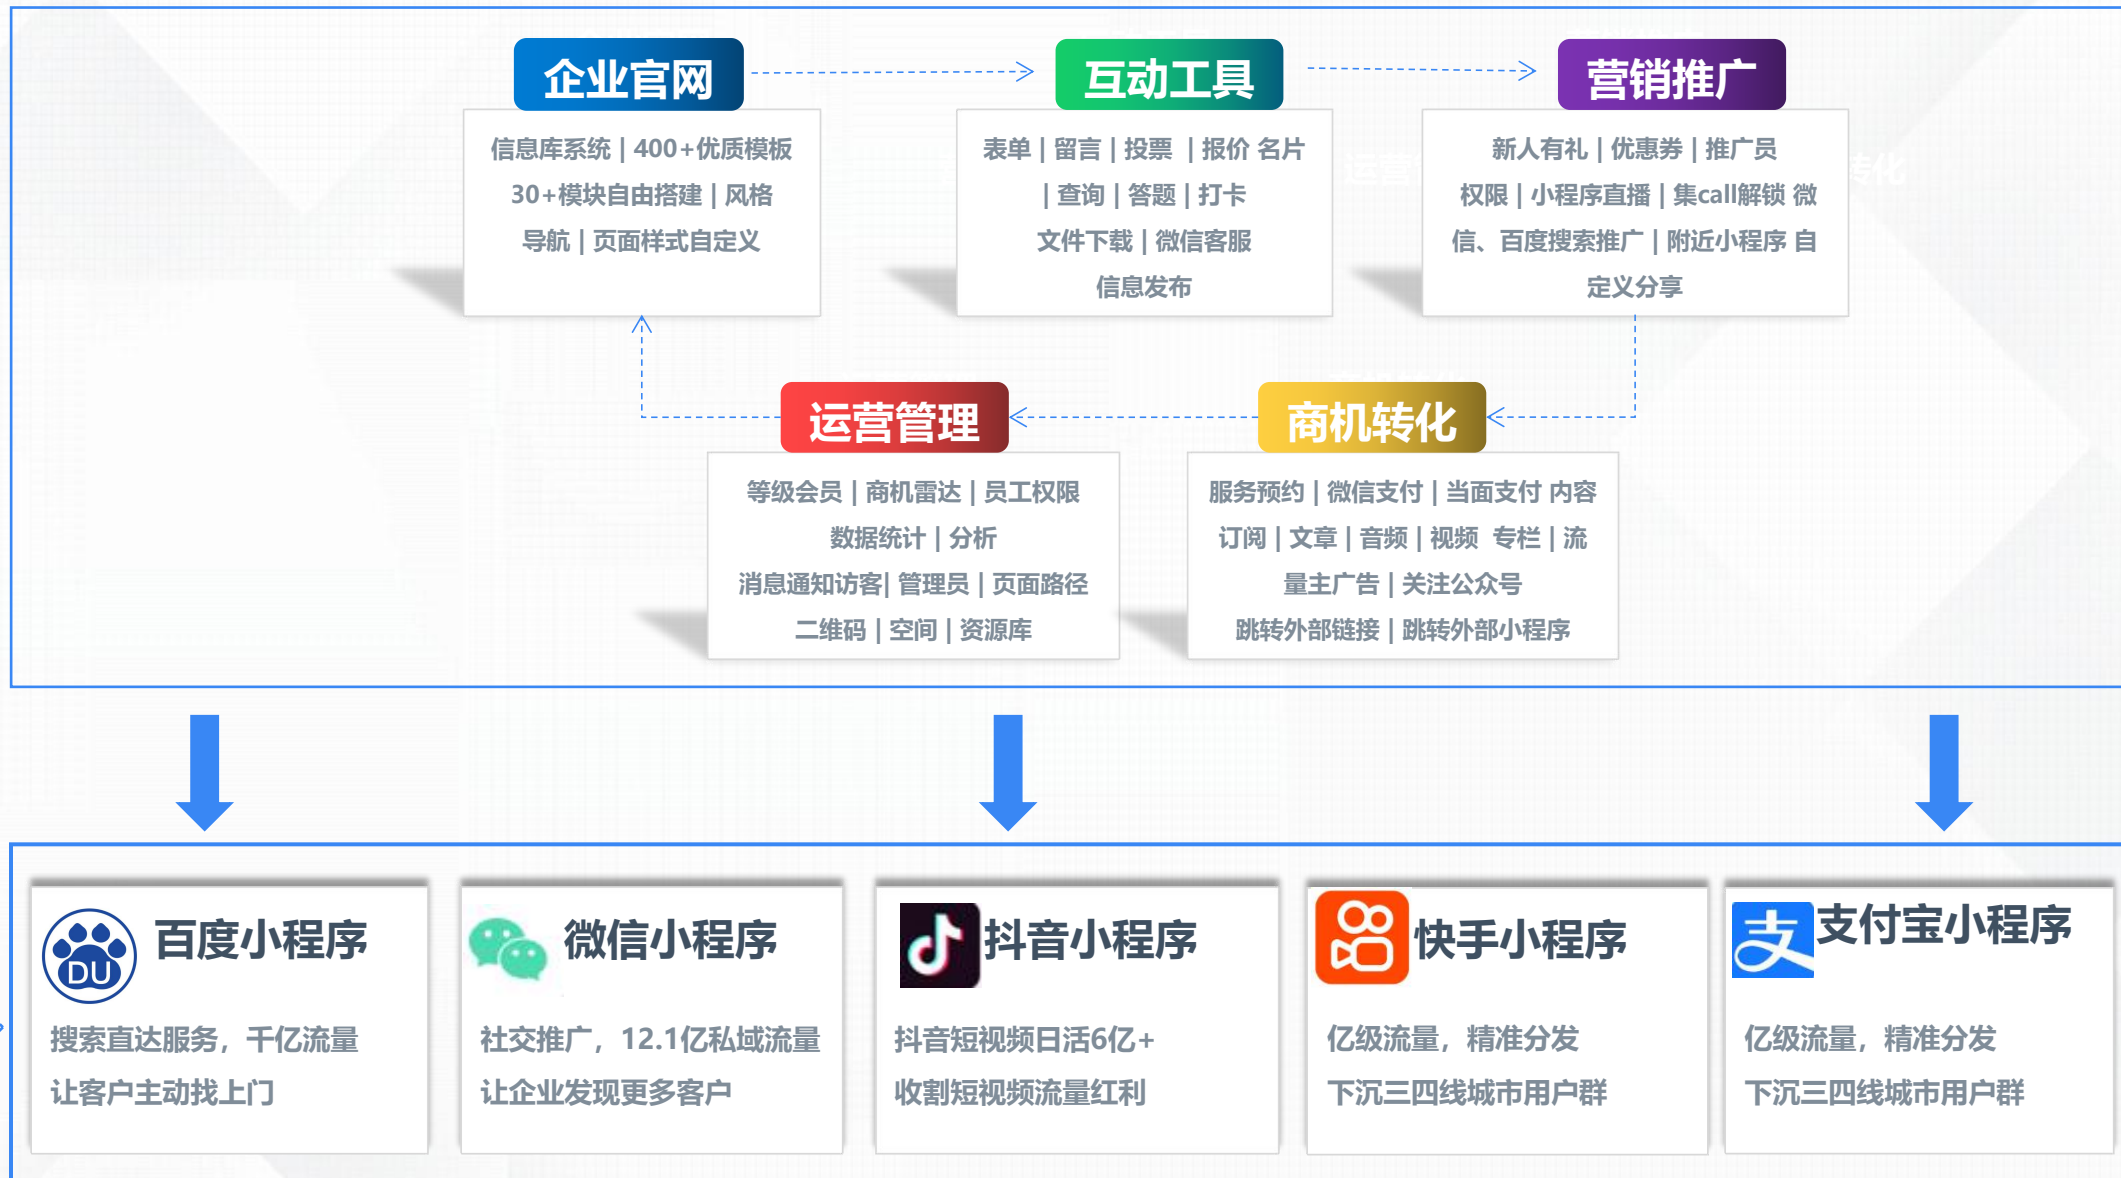 企业官网
信息库系统 | 400+优质模板
30+模块自由搭建 | 风格
导航 | 页面样式自定义
互动工具
表单 | 留言 | 投票 | 报价 名片
| 查询 | 答题 | 打卡
文件下载 | 微信客服
信息发布
营销推广
新人有礼 | 优惠券 | 推广员
权限 | 小程序直播 | 集call解锁 微
信、百度搜索推广 | 附近小程序 自
定义分享
运营
转化
运营管理
等级会员 | 商机雷达 | 员工权限
数据统计 | 分析
消息通知访客| 管理员 | 页面路径
二维码 | 空间 | 资源库
商机转化
服务预约 | 微信支付 | 当面支付 内容
订阅 | 文章 | 音频 | 视频 专栏 | 流
量主广告 | 关注公众号
跳转外部链接 | 跳转外部小程序
百度小程序
DU
搜索直达服务，千亿流量
让客户主动找上门
微信小程序
社交推广，12.1亿私域流量
让企业发现更多客户
抖音小程序
抖音短视频日活6亿+
收割短视频流量红利
快手小程序
亿级流量，精准分发
下沉三四线城市用户群
支
支付宝小程序
亿级流量，精准分发
下沉三四线城市用户群